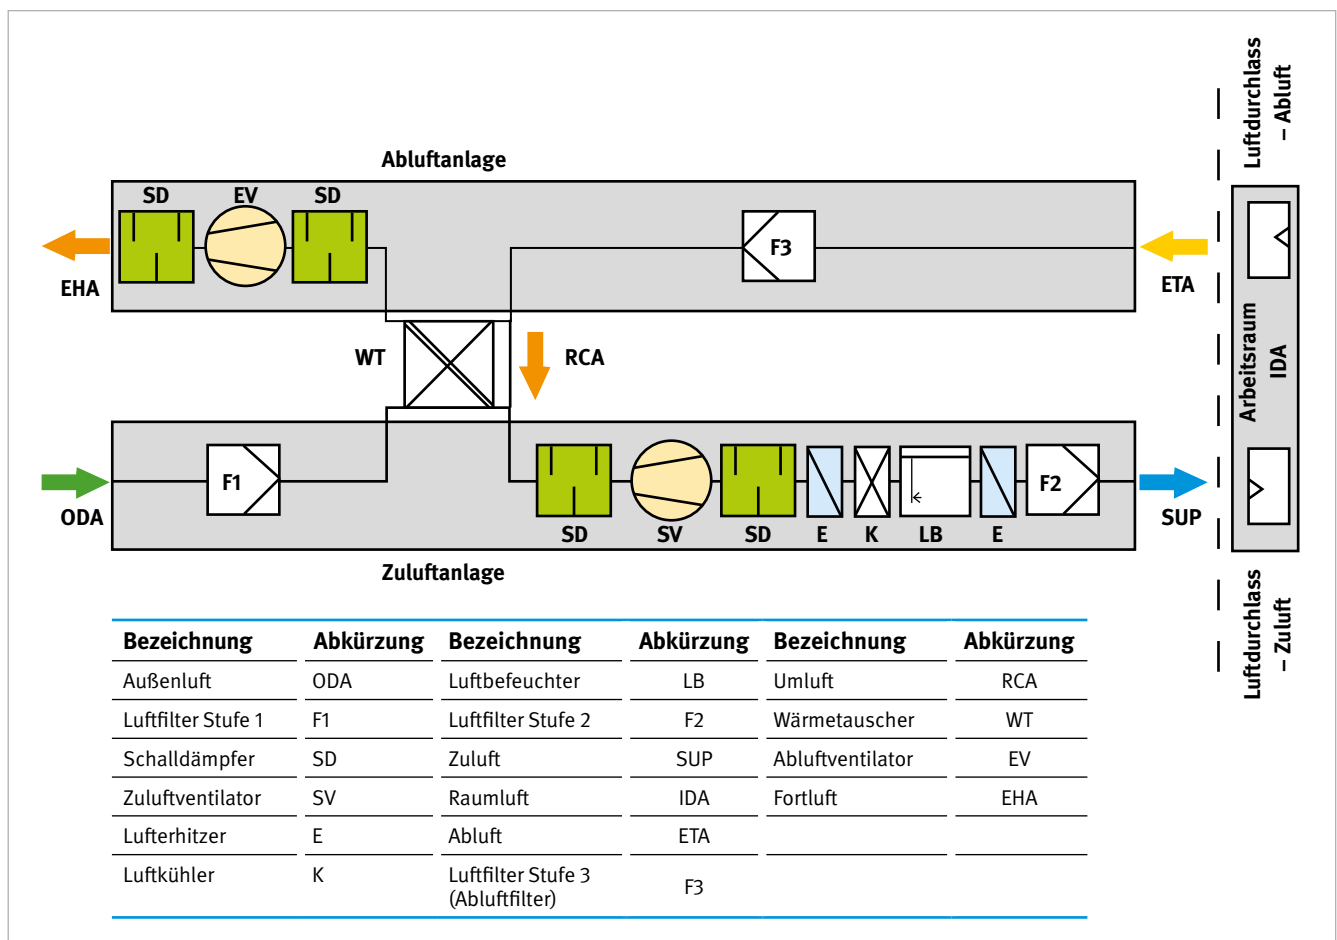 Luftdurchlass
– Abluft
Abluftanlage
SD EV SD
F3
EHA
ETA
WT
RCA
Arbeitsraum
IDA
F1
F2
ODA
SUP
SD SV SD E K LB E
Zuluftanlage
Luftdurchlass
– Zuluft
Bezeichnung Abkürzung Bezeichnung Abkürzung Bezeichnung Abkürzung
Außenluft ODA Luftbefeuchter LB Umluft RCA
Luftfilter Stufe 1 F1 Luftfilter Stufe 2 F2 Wärmetauscher WT
Schalldämpfer SD Zuluft SUP Abluftventilator EV
Zuluftventilator SV Raumluft IDA Fortluft EHA
Lufterhitzer E Abluft ETA
Luftkühler K Luftfilter Stufe 3
(Abluftfilter) F3